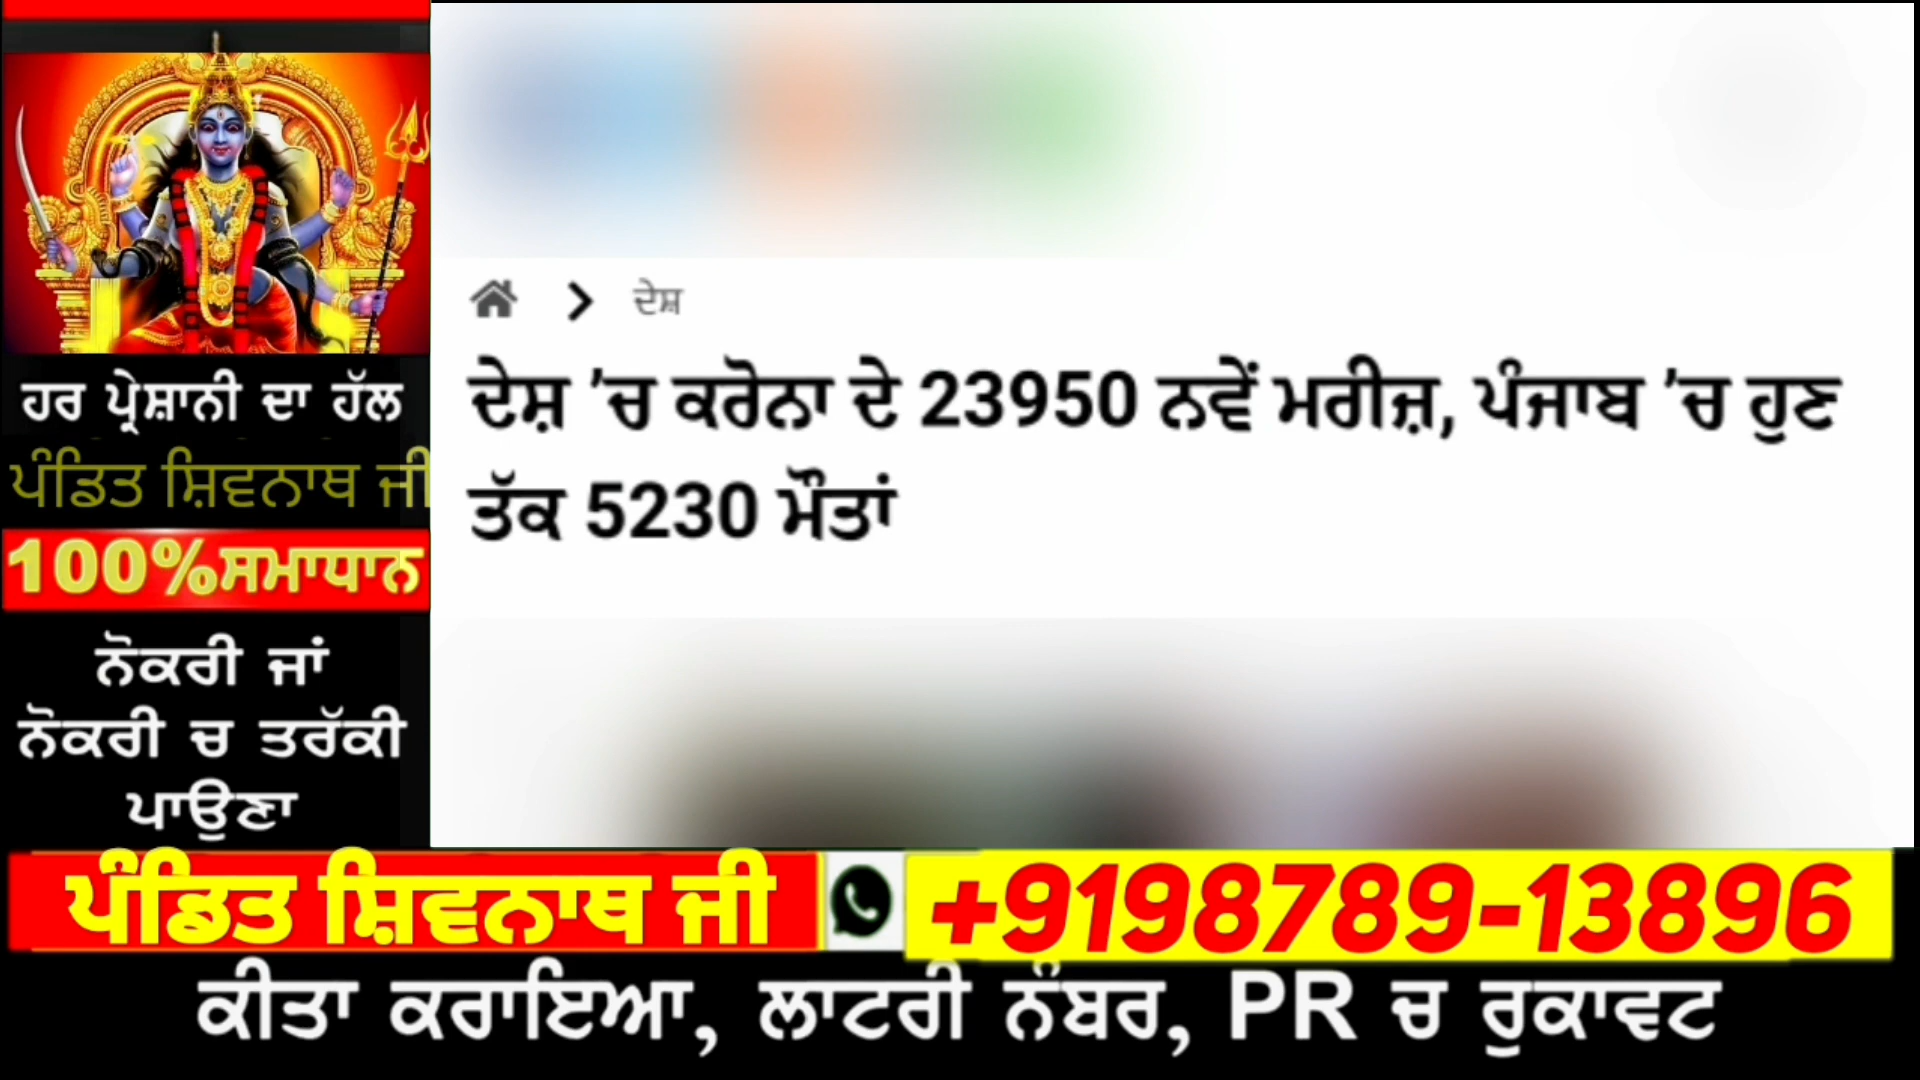 ਹਰ ਪ੍ਰੇਸ਼ਾਨੀ ਦਾ ਹੱਲ
ਪੰਡਿਤ ਸ਼ਿਵਨਾਥ ਜੀ
100%ਸਮਾਧਾਨ
ਨੋਕਰੀ ਜਾਂ
ਨੋਕਰੀ ਚ ਤਰੱਕੀ
ਪਾਉਣਾ
ਦੇਸ਼
ਦੇਸ਼ ’ਚ ਕਰੋਨਾ ਦੇ 23950 ਨਵੇਂ ਮਰੀਜ਼, ਪੰਜਾਬ ’ਚ ਹੁਣ
ਤੱਕ 5230 ਮੌਤਾਂ
ਪੰਡਿਤ ਸ਼ਿਵਨਾਥ ਜੀ +9198789-13896
ਕੀਤਾ ਕਰਾਇਆ, ਲਾਟਰੀ ਨੰਬਰ, PR ਚ ਰੁਕਾਵਟ